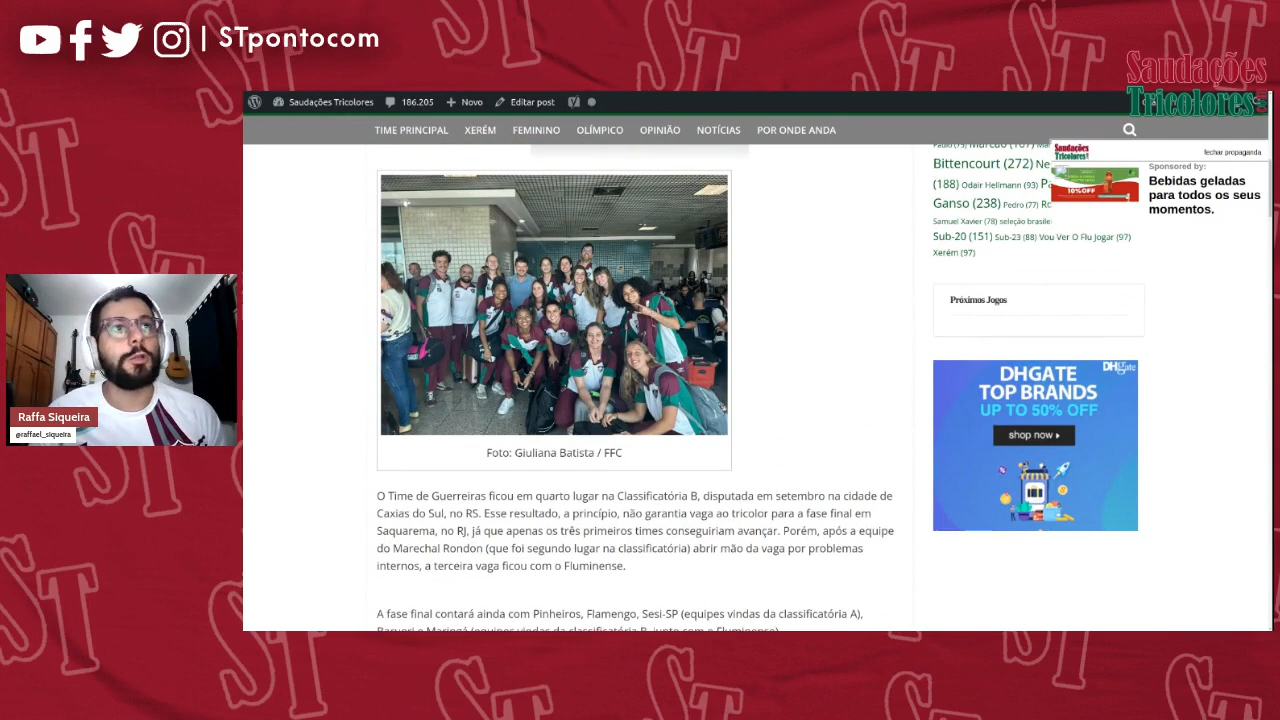 | STpontocom
Saudações
Tricolores
Saudações Tricolores 186.205 Novo Editar post
TIME PRINCIPAL XERÉM FEMININO OLÍMPICO OPINIÃO NOTÍCIAS POR ONDE ANDA
Bittencourt (272) Ne
(188) Odair Hellmann (93)
Ganso (238) Pedro (77)
Samuel Xavier (78) seleção brasile
Sub-20 (151) Sub-23 (88) Vou Ver O Flu Jogar (97)
Xerém (97)
Saudações
Tricolores
fechar propaganda
10%OFF
Sponsored by:
Bebidas geladas
para todos os seus
momentos.
Próximos Jogos
DHgate
DHGATE
TOP BRANDS
UP TO 50% OFF
shop now
Foto: Giuliana Batista / FFC
O Time de Guerreiras ficou em quarto lugar na Classificatória B, disputada em setembro na cidade de
Caxias do Sul, no RS. Esse resultado, a princípio, não garantia vaga ao tricolor para a fase final em
Saquarema, no RJ, já que apenas os três primeiros times conseguiriam avançar. Porém, após a equipe
do Marechal Rondon (que foi segundo lugar na classificatória) abrir mão da vaga por problemas
internos, a terceira vaga ficou com o Fluminense.
A fase final contará ainda com Pinheiros, Flamengo, Sesi-SP (equipes vindas da classificatória A),
Raffa Siqueira
@raffael_siqueira